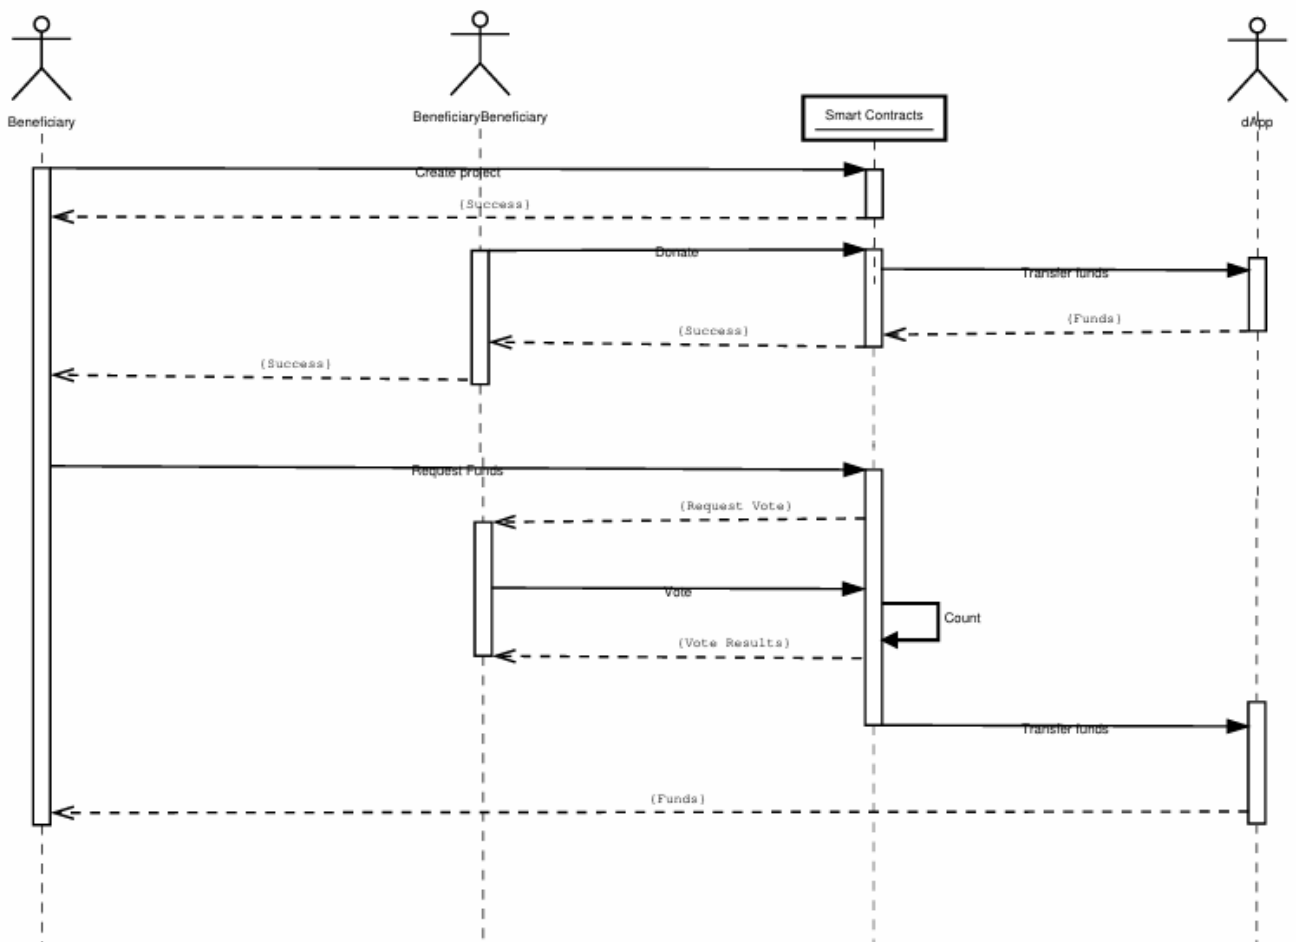 Beneficiary
BeneficiaryBeneficiary
Smart Contracts
dApp
Create project
{Success}
Donate
Transfer funds
{Funds}
{Success}
{Success}
Request Funds
{Request Vote}
Vote
Count
{Vote Results}
Transfer funds
{Funds}